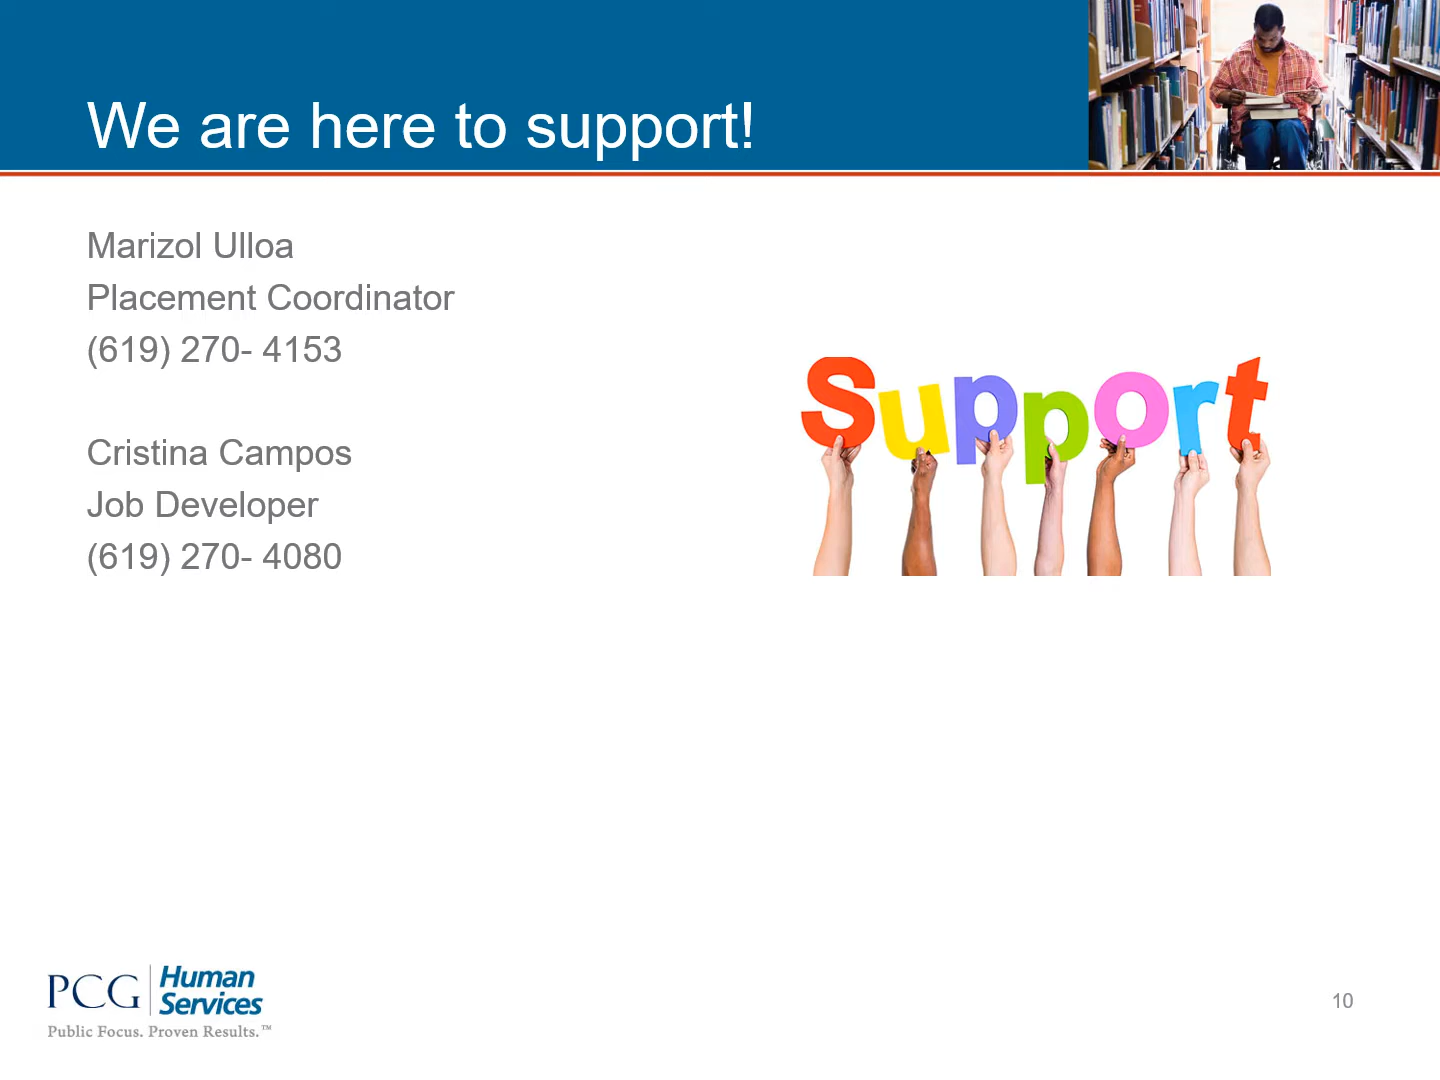 We are here to support!
Marizol Ulloa
Placement Coordinator
(619) 270- 4153
Cristina Campos
Job Developer
(619) 270- 4080
Support
PCG Human Services
Public Focus. Proven Results.™
10